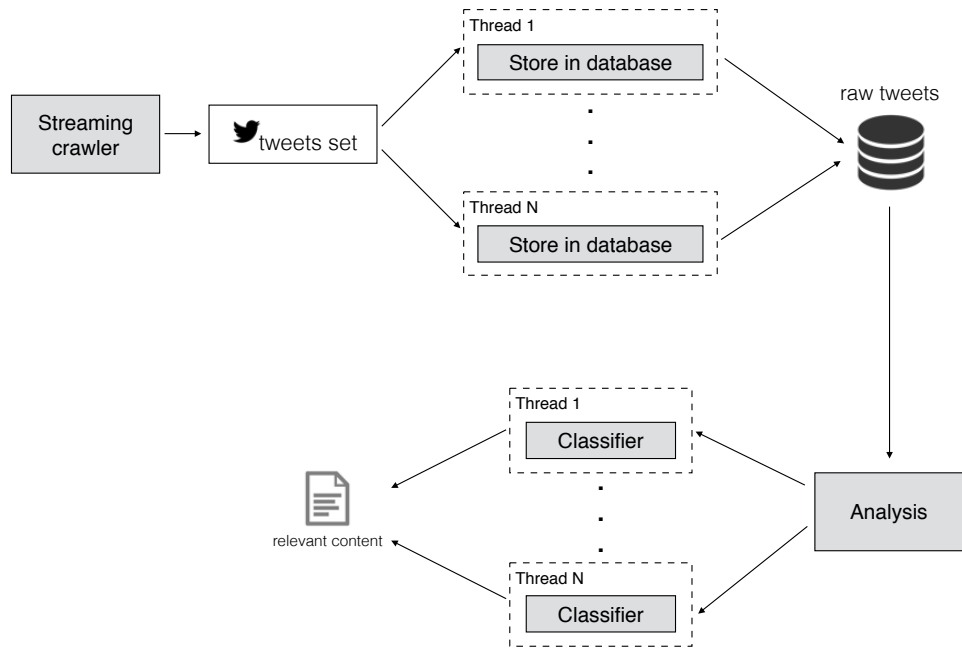 Thread 1
Store in database
raw tweets
Streaming
crawler
tweets set
Thread N
Store in database
Thread 1
Classifier
Analysis
relevant content
Thread N
Classifier